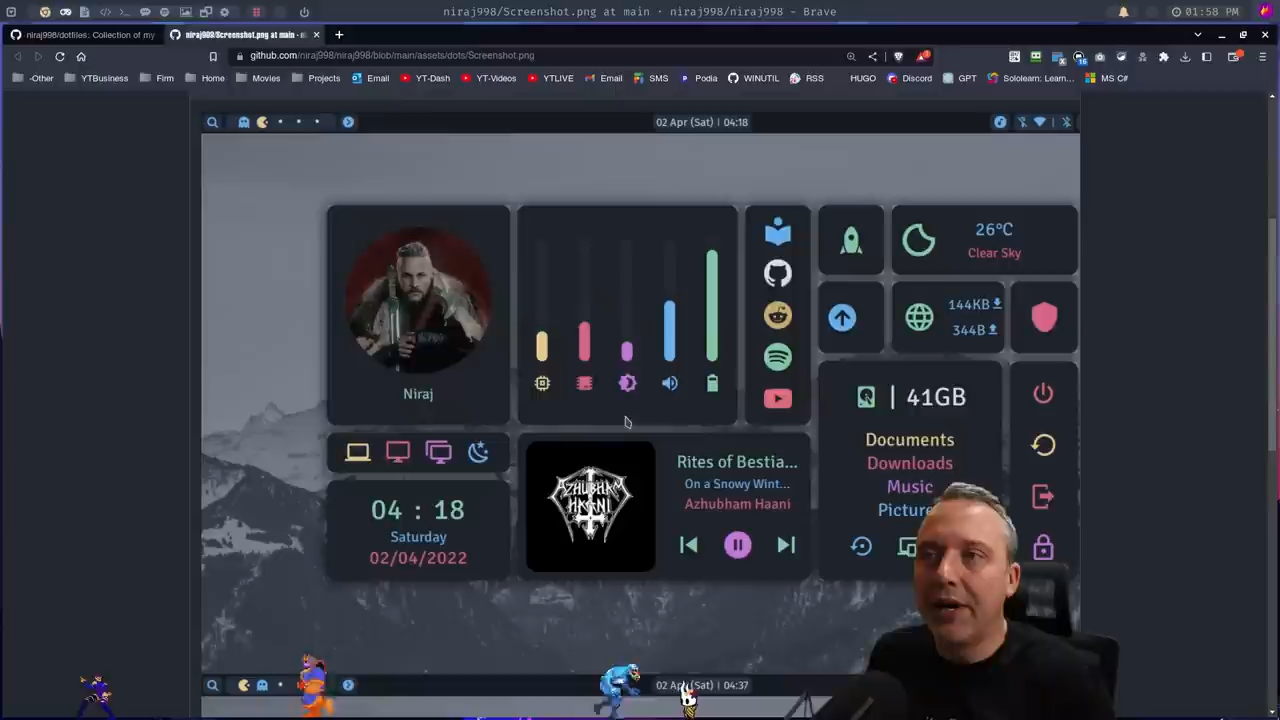 niraj998/Screenshot.png at main · niraj998/niraj998 - Brave
01:58 PM
niraj998/dotfiles: Collection of my
niraj998/Screenshot.png at main · n
github.com/niraj998/niraj998/blob/main/assets/dots/Screenshot.png
-Other
YTBusiness
Firm
Home
Movies
Projects
Email
YT-Dash
YT-Videos
YTLIVE
Email
SMS
Podia
WINUTIL
RSS
HUGO
Discord
GPT
Sololearn: Learn...
MS C#
02 Apr (Sat) | 04:18
26°C
Clear Sky
144KB
344B
Niraj
41GB
Documents
Downloads
Music
Picture
Rites of Bestia...
On a Snowy Wint...
Azhubham Haani
AZHUBHAM
HAANI
04 : 18
Saturday
02/04/2022
02 Apr (Sat) | 04:37